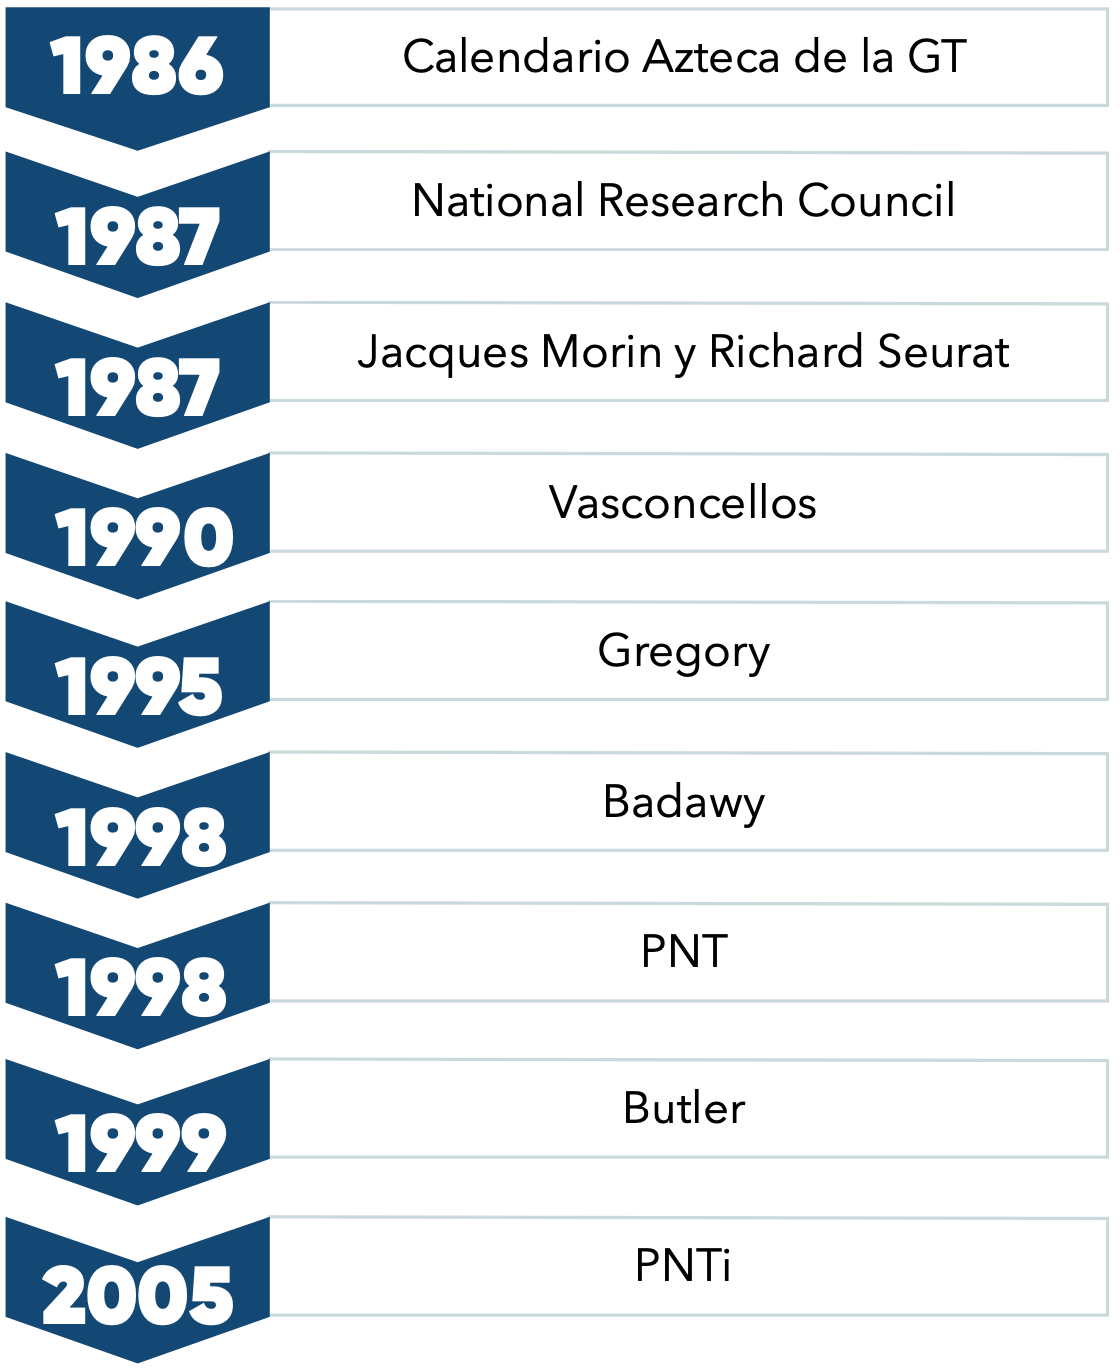 1986
Calendario Azteca de la GT
1987
National Research Council
1987
Jacques Morin y Richard Seurat
1990
Vasconcellos
1995
Gregory
1998
Badawy
1998
PNT
1999
Butler
2005
PNTi